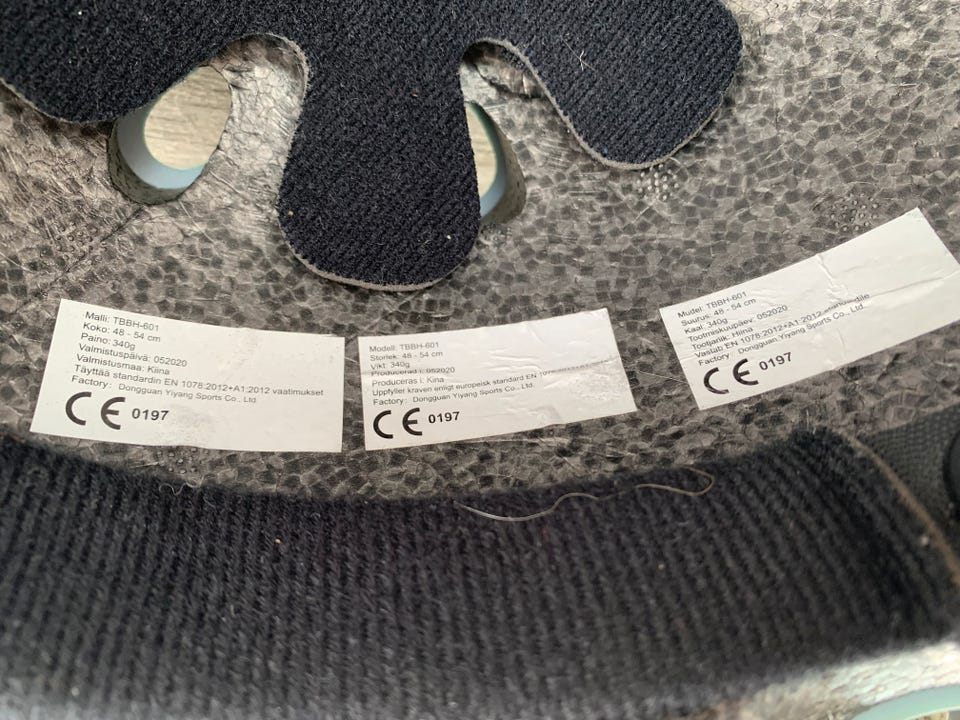 Malli: TBBH-601
Koko: 48 - 54 cm
Paino: 340g
Valmistuspäivä: 052020
Valmistusmaa: Kiina
Täyttää standardin EN 1078:2012+A1:2012 vaatimukset
Factory: Dongguan Yiyang Sports Co., Ltd.
CE 0197
Modell: TBBH-601
Storlek: 48 - 54 cm
Vikt: 340g
Producerad : 052020
Produceras i: Kina
Uppfyller kraven enligt europeisk standard EN
Factory: Dongguan Yiyang Sports Co., Ltd.
CE 0197
Mudel: TBBH-601
Suurus: 48 - 54 cm
Kaal: 340g
Tootmiskuupäev: 052020
Tootjariik: Hiina
Vastab EN 1078:2012+A1:2012
Factory: Dongguan Yiyang Sports Co., Ltd.
CE 0197